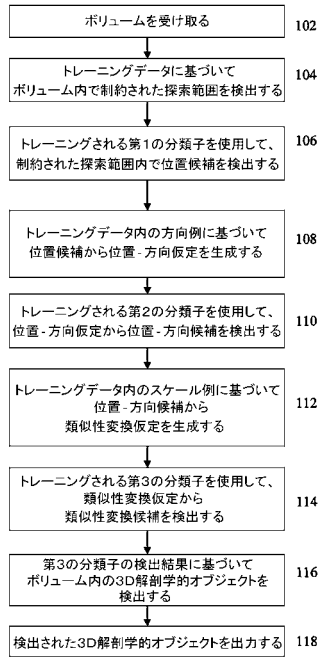 ボリュームを受け取る
102
トレーニングデータに基づいて
ボリューム内で制約された探索範囲を検出する
104
トレーニングされる第1の分類子を使用して、
制約された探索範囲内で位置候補を検出する
106
トレーニングデータ内の方向例に基づいて
位置候補から位置-方向仮定を生成する
108
トレーニングされる第2の分類子を使用して、
位置-方向仮定から位置-方向候補を検出する
110
トレーニングデータ内のスケール例に基づいて
位置-方向候補から
類似性変換仮定を生成する
112
トレーニングされる第3の分類子を使用して、
類似性変換仮定から
類似性変換候補を検出する
114
第3の分類子の検出結果に基づいて
ボリューム内の3D解剖学的オブジェクトを
検出する
116
検出された3D解剖学的オブジェクトを出力する
118